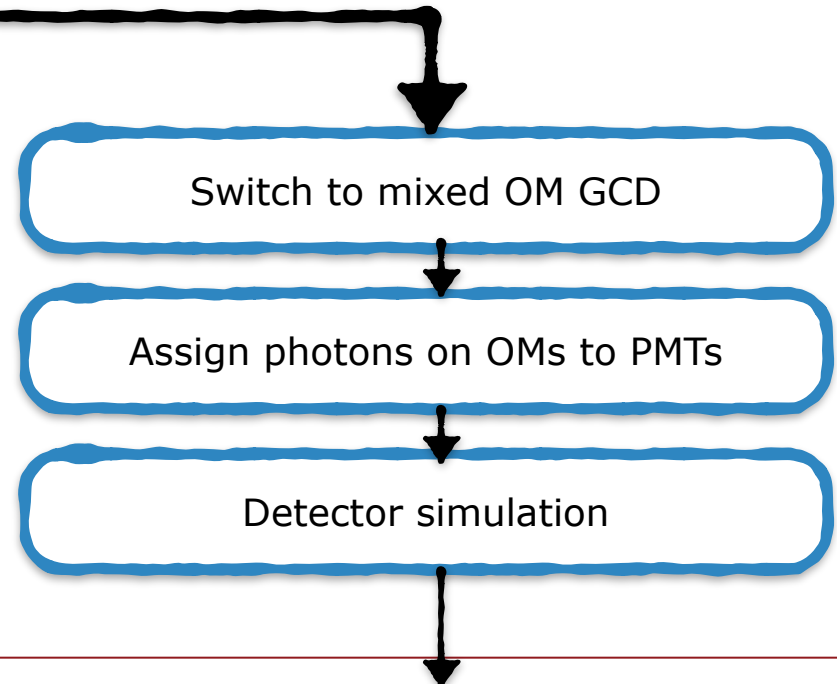 Switch to mixed OM GCD
Assign photons on OMs to PMTs
Detector simulation